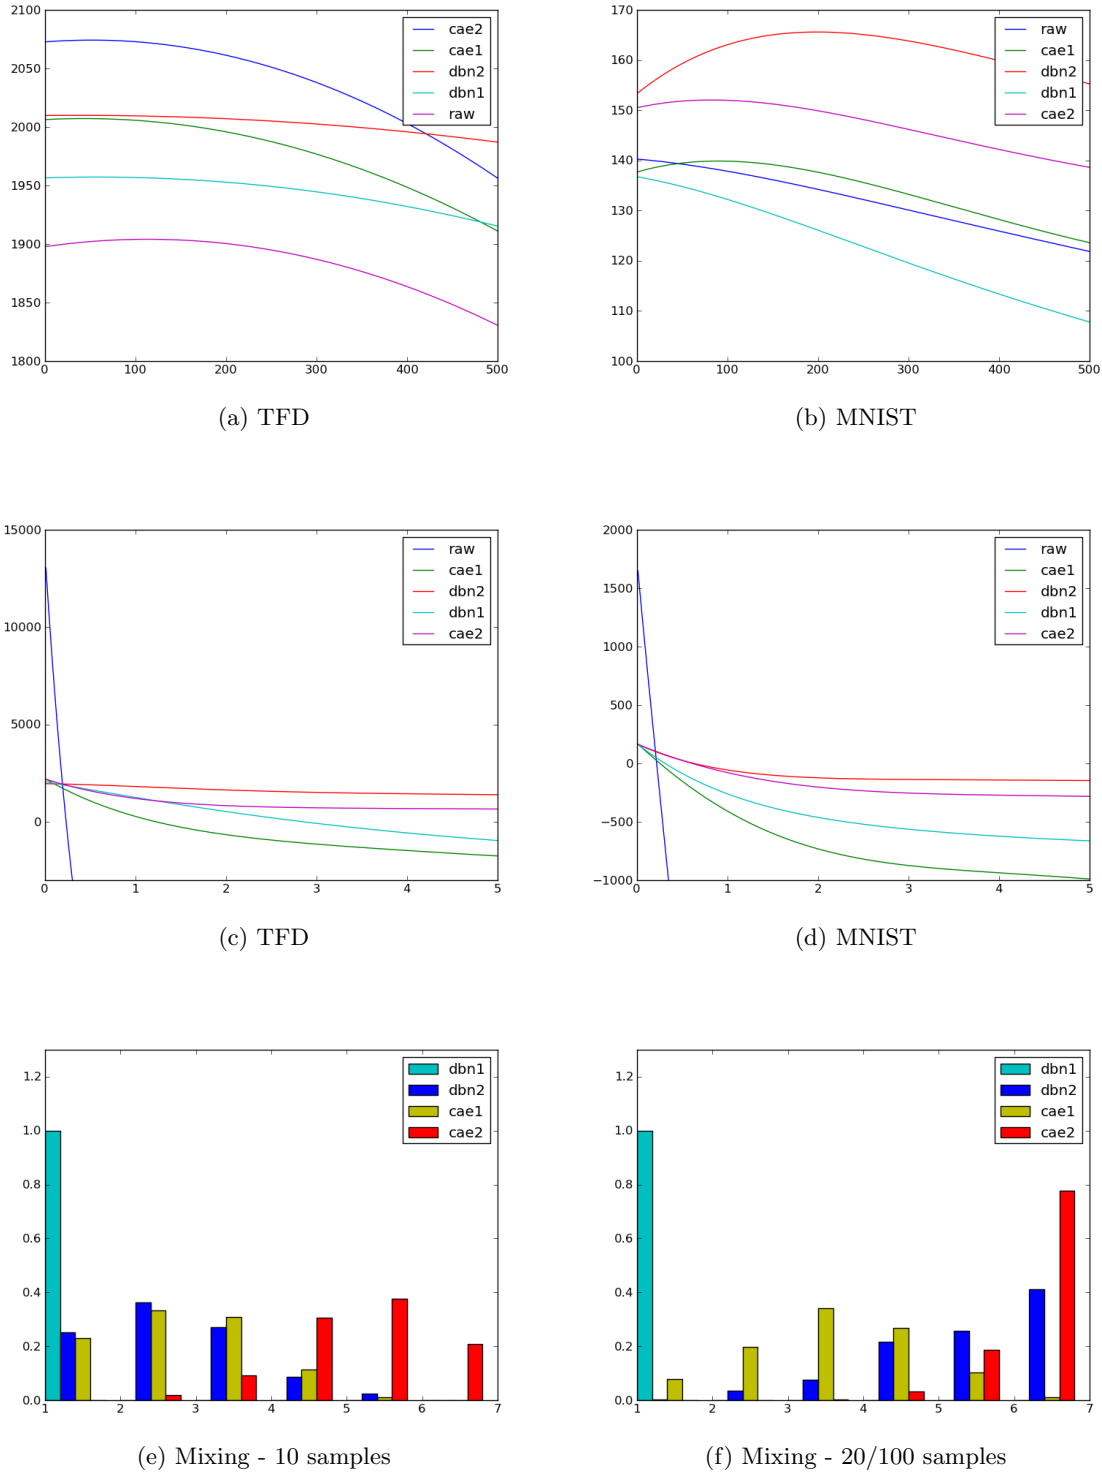 2100
2050
2000
1950
1900
1850
1800
0 100 200 300 400 500
cae2
cae1
dbn2
dbn1
raw
(a) TFD
170
160
150
140
130
120
110
100
0 100 200 300 400 500
raw
cae1
dbn2
dbn1
cae2
(b) MNIST
15000
10000
5000
0
0 1 2 3 4 5
raw
cae1
dbn2
dbn1
cae2
(c) TFD
2000
1500
1000
500
0
−500
−1000
0 1 2 3 4 5
raw
cae1
dbn2
dbn1
cae2
(d) MNIST
1.2
1.0
0.8
0.6
0.4
0.2
0.0
1 2 3 4 5 6 7
dbn1
dbn2
cae1
cae2
(e) Mixing - 10 samples
1.2
1.0
0.8
0.6
0.4
0.2
0.0
1 2 3 4 5 6 7
dbn1
dbn2
cae1
cae2
(f) Mixing - 20/100 samples